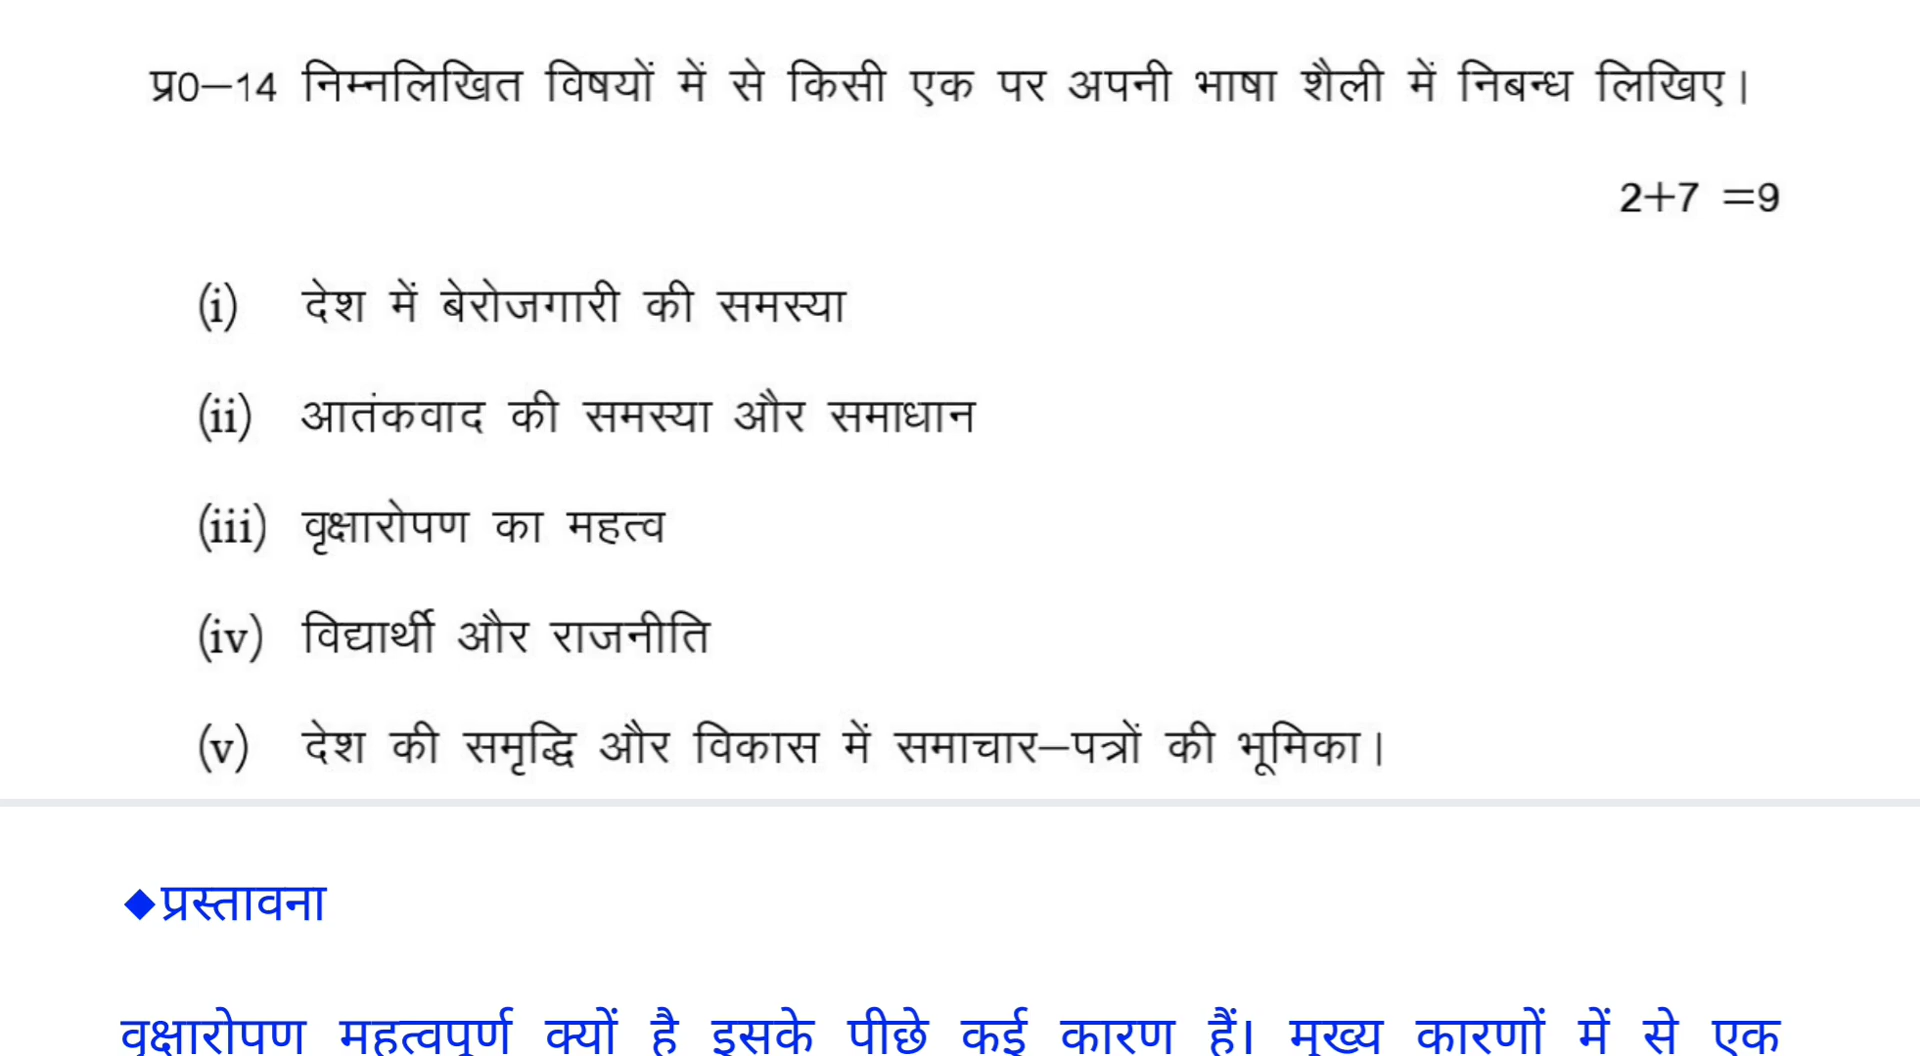 प्र0–14 निम्नलिखित विषयों में से किसी एक पर अपनी भाषा शैली में निबन्ध लिखिए।
2+7 =9
(i) देश में बेरोजगारी की समस्या
(ii) आतंकवाद की समस्या और समाधान
(iii) वृक्षारोपण का महत्व
(iv) विद्यार्थी और राजनीति
(v) देश की समृद्धि और विकास में समाचार–पत्रों की भूमिका।
◆प्रस्तावना
वृक्षारोपण महत्वपूर्ण क्यों है इसके पीछे कई कारण हैं। मुख्य कारणों में से एक